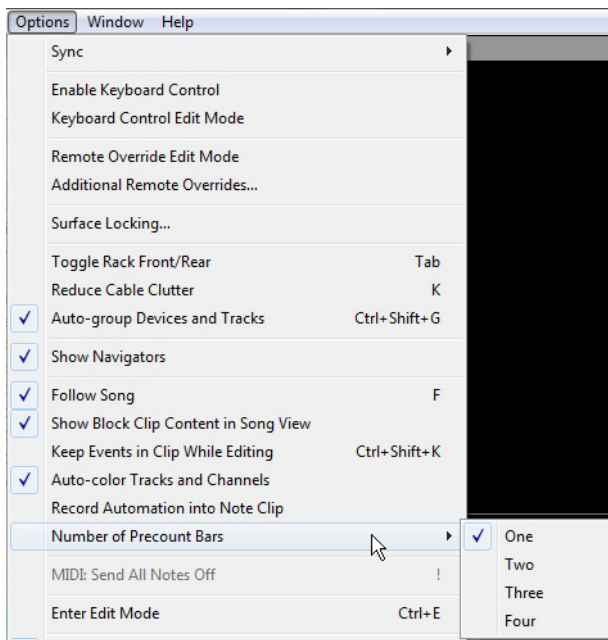 Options Window Help
Sync
Enable Keyboard Control
Keyboard Control Edit Mode
Remote Override Edit Mode
Additional Remote Overrides...
Surface Locking...
Toggle Rack Front/Rear Tab
Reduce Cable Clutter K
Auto-group Devices and Tracks Ctrl+Shift+G
Show Navigators
Follow Song F
Show Block Clip Content in Song View
Keep Events in Clip While Editing Ctrl+Shift+K
Auto-color Tracks and Channels
Record Automation into Note Clip
Number of Precount Bars One
Two
MIDI: Send All Notes Off !
Three
Enter Edit Mode Ctrl+E
Four